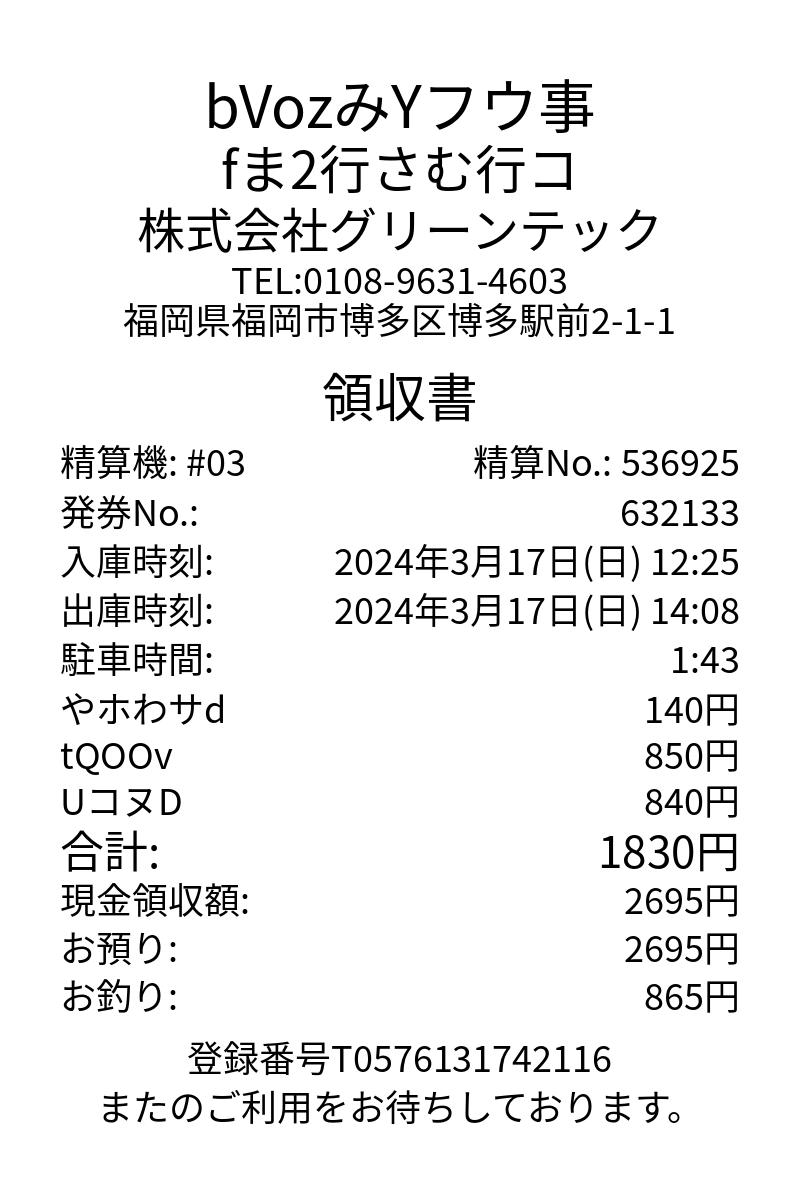 bVozみYフウ事
fま2行さむ行コ
株式会社グリーンテック
TEL:0108-9631-4603
福岡県福岡市博多区博多駅前2-1-1
領収書
精算機: #03 精算No.: 536925
発券No.: 632133
入庫時刻: 2024年3月17日(日) 12:25
出庫時刻: 2024年3月17日(日) 14:08
駐車時間: 1:43
やホわサd 140円
tQOOv 850円
UコヌD 840円
合計: 1830円
現金領収額: 2695円
お預り: 2695円
お釣り: 865円
登録番号T0576131742116
またのご利用をお待ちしております。